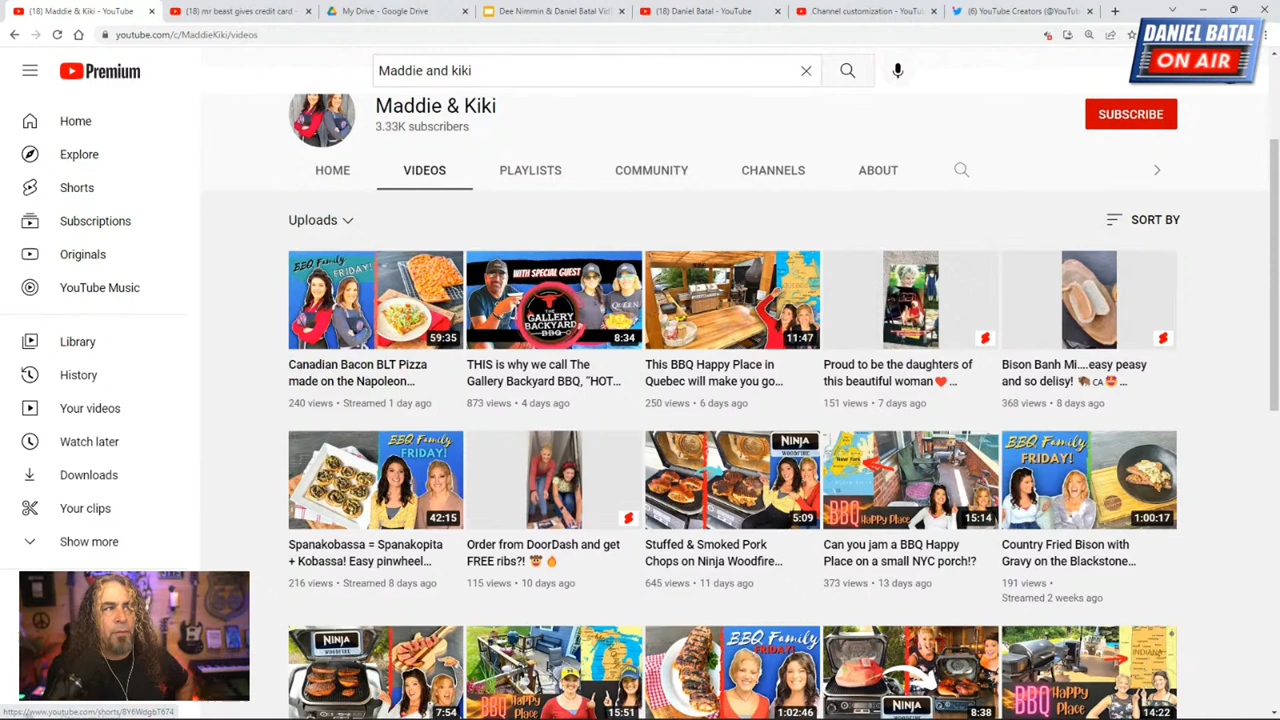 (18) Maddie & Kiki - YouTube
(18) mr beast gives credit card -
My Drive - Google Drive
Dee Nimmin & Daniel Batal Vid
(18) Daniel Batal - YouTube
Channel customization - YouTu
(6) YouTube Creators (@YouTu
youtube.com/c/MaddieKiki/videos
DANIEL BATAL
ON AIR
Premium
Maddie and kiki
Maddie & Kiki
3.33K subscribers
SUBSCRIBE
HOME
VIDEOS
PLAYLISTS
COMMUNITY
CHANNELS
ABOUT
Home
Explore
Shorts
Subscriptions
Originals
YouTube Music
Library
History
Your videos
Watch later
Downloads
Your clips
Show more
Uploads
SORT BY
BBQ Family
FRIDAY!
59:35
WITH SPECIAL GUEST
THE
GALLERY
BACKYARD
BBQ
QUEEN
8:34
11:47
Canadian Bacon BLT Pizza
made on the Napoleon...
240 views • Streamed 1 day ago
THIS is why we call The
Gallery Backyard BBQ, "HOT...
873 views • 4 days ago
This BBQ Happy Place in
Quebec will make you go...
250 views • 6 days ago
Proud to be the daughters of
this beautiful woman❤️ ...
151 views • 7 days ago
Bison Banh Mi....easy peasy
and so delisy! 🦬🇨🇦🤩...
368 views • 8 days ago
BBQ Family
FRIDAY!
42:15
NINJA
WOODFIRE
5:09
New York
BBQ Happy
Place
15:14
BBQ Family
FRIDAY!
1:00:17
Spanakobassa = Spanakopita
+ Kobassa! Easy pinwheel...
216 views • Streamed 8 days ago
Order from DoorDash and get
FREE ribs?! 🤠🔥
115 views • 10 days ago
Stuffed & Smoked Pork
Chops on Ninja Woodfire...
645 views • 11 days ago
Can you jam a BBQ Happy
Place on a small NYC porch!?
373 views • 13 days ago
Country Fried Bison with
Gravy on the Blackstone...
191 views •
Streamed 2 weeks ago
NINJA
7:54
15:51
BBQ Family
FRIDAY!
1:02:46
NINJA
8:38
INDIANA
BBQ Happy
Place
14:22
https://www.youtube.com/shorts/8Y6WdgbT674